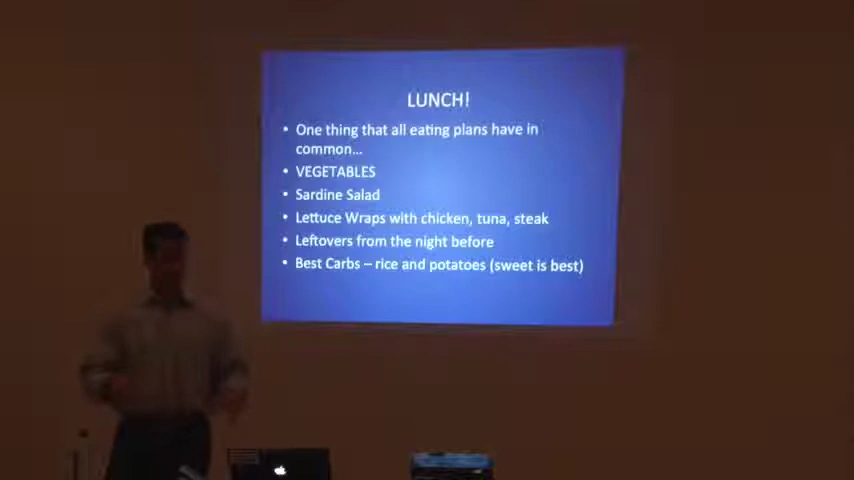 LUNCH!
• One thing that all eating plans have in
common...
• VEGETABLES
• Sardine Salad
• Lettuce Wraps with chicken, tuna, steak
• Leftovers from the night before
• Best Carbs – rice and potatoes (sweet is best)